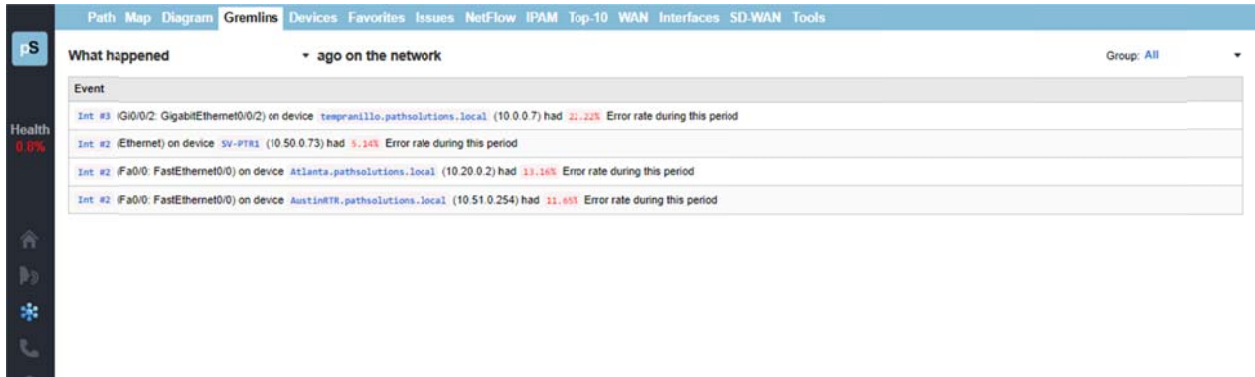 Path Map Diagram Gremlins Devices Favorites Issues NetFlow IPAM Top-10 WAN Interfaces SD-WAN Tools
pS
What happened ago on the network
Group: All
Event
Int #3 (Gi0/0/2: GigabitEthernet0/0/2) on device tempranillo.pathsolutions.local (10.0.0.7) had Error rate during this period
Health
0.8%
Int #2 (Ethernet) on device SV-PTR1 (10.50.0.73) had 5.14% Error rate during this period
Int #2 (Fa0/0: FastEthernet0/0) on devce Atlanta.pathsolutions.local (10.20.0.2) had 13.16% Error rate during this period
Int #2 (Fa0/0: FastEthernet0/0) on devce AustinRTR.pathsolutions.local (10.51.0.254) had 11.65% Error rate during this period